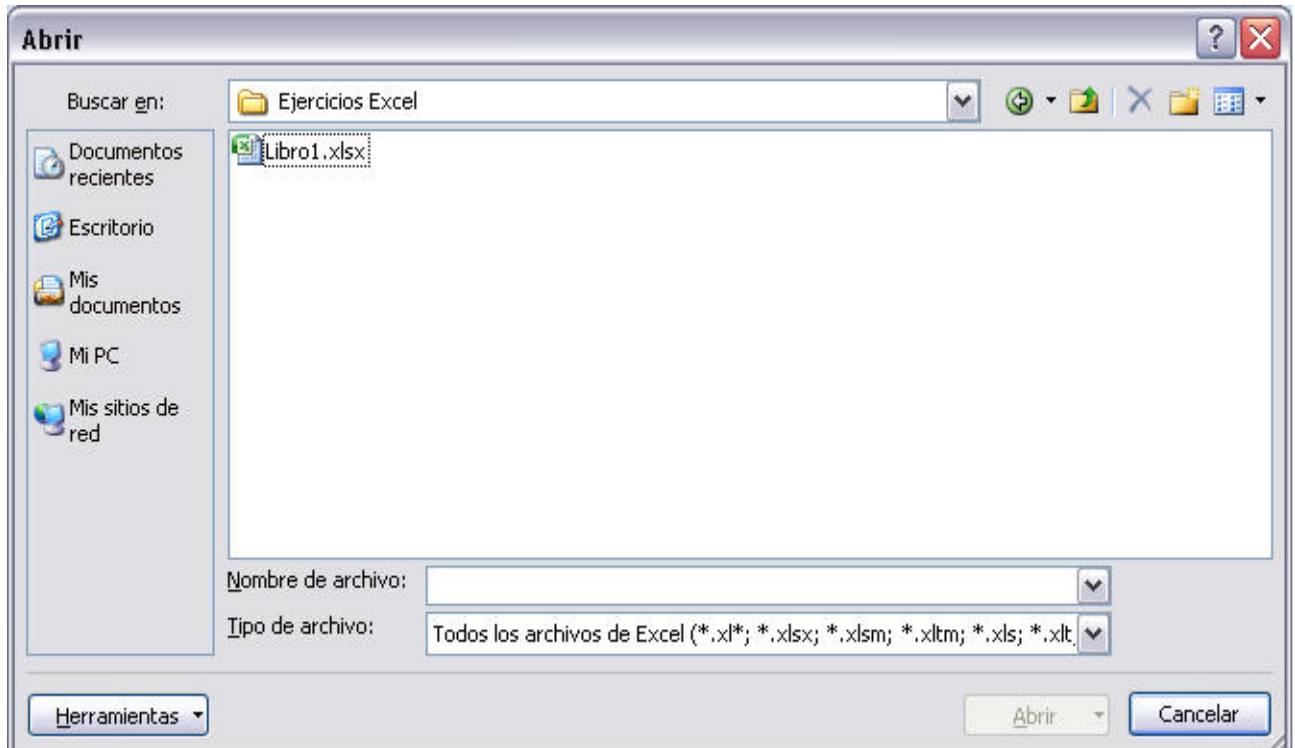 Abrir
Buscar en:
Ejercicios Excel
Documentos
recientes
Escritorio
Mis
documentos
Mi PC
Mis sitios de
red
Libro1.xlsx
Nombre de archivo:
Tipo de archivo:
Todos los archivos de Excel (*.xl*; *.xlsx; *.xlsm; *.xltm; *.xls; *.xlt
Herramientas
Abrir
Cancelar